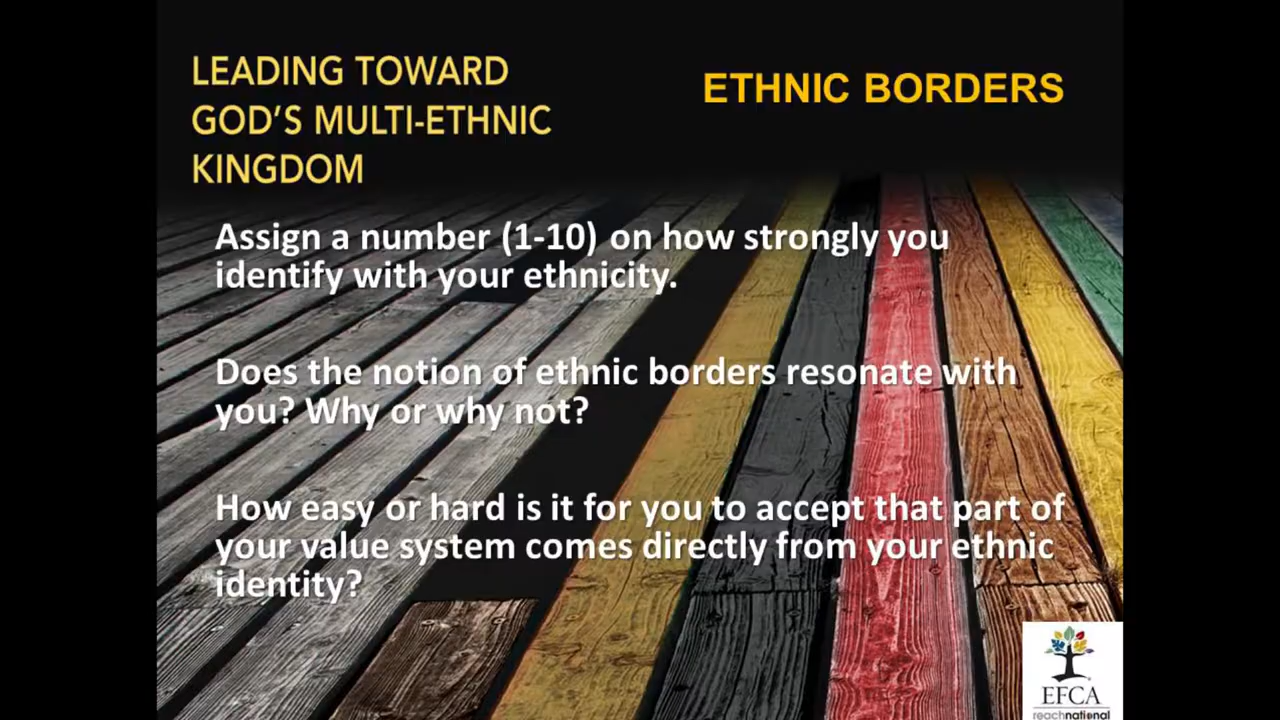 LEADING TOWARD
GOD'S MULTI-ETHNIC
KINGDOM
ETHNIC BORDERS
Assign a number (1-10) on how strongly you
identify with your ethnicity.
Does the notion of ethnic borders resonate with
you? Why or why not?
How easy or hard is it for you to accept that part of
your value system comes directly from your ethnic
identity?
EFCA
reachnational